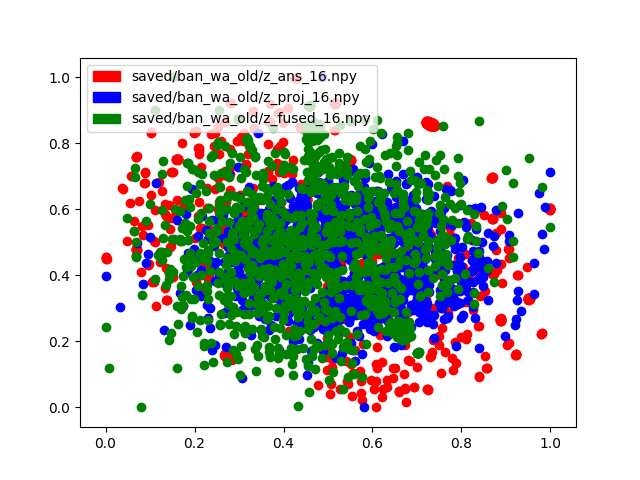 saved/ban_wa_old/z_ans_16.npy
saved/ban_wa_old/z_proj_16.npy
saved/ban_wa_old/z_fused_16.npy
1.0
0.8
0.6
0.4
0.2
0.0
0.0 0.2 0.4 0.6 0.8 1.0